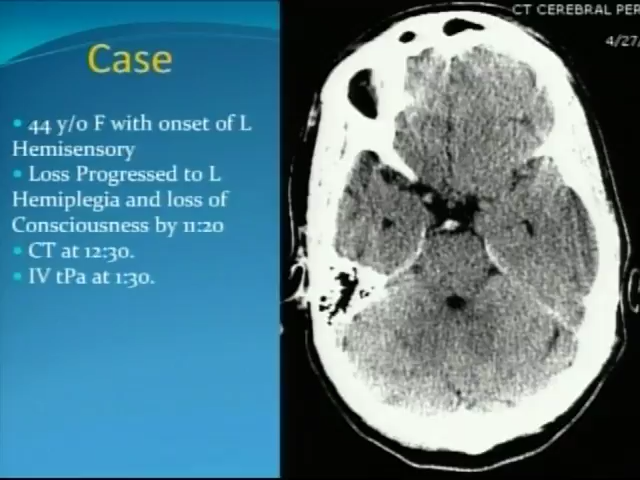 Case
44 y/o F with onset of L
Hemisensory
Loss Progressed to L
Hemiplegia and loss of
Consciousness by 11:20
CT at 12:30.
IV tPa at 1:30.
CT CEREBRAL PER
4/27/